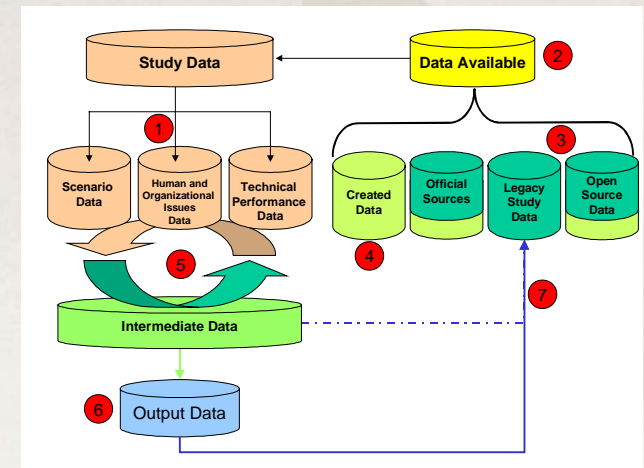 Study Data
Data Available
2
1
3
Scenario
Data
Human and
Organizational
Issues
Data
Technical
Performance
Data
Created
Data
Official
Sources
Legacy
Study
Data
Open
Source
Data
4
5
7
Intermediate Data
6
Output Data